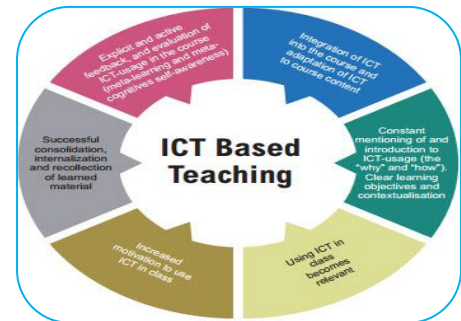 ICT Based
Teaching
Integration of ICT
into the course and
adaptation of ICT
to course content
Constant
mentioning of and
introduction to
ICT-usage (the
"why" and "how").
Clear learning
objectives and
contextualisation
Using ICT in
class
becomes
relevant
Increased
motivation to use
ICT in class
Successful
consolidation,
internalization
and recollection
of learned
material
Explicit and active
feedback, and evaluation of
ICT-usage in the course
(meta-learning and meta-
cognitives self-awareness)